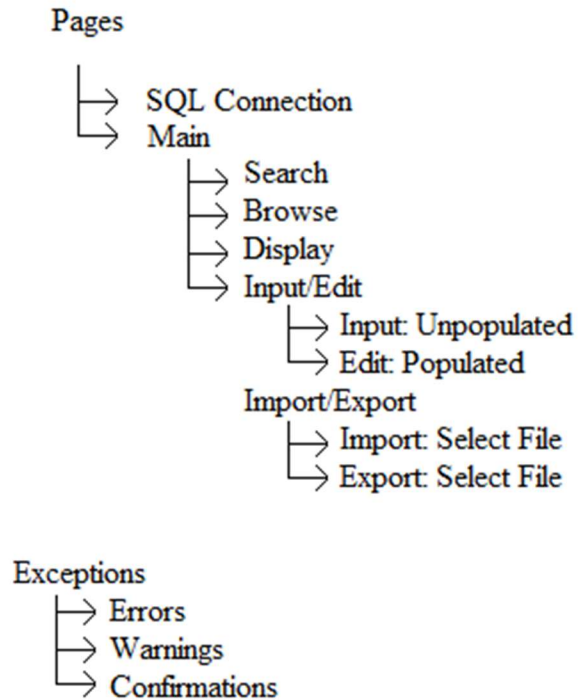 Pages
SQL Connection
Main
Search
Browse
Display
Input/Edit
Input: Unpopulated
Edit: Populated
Import/Export
Import: Select File
Export: Select File
Exceptions
Errors
Warnings
Confirmations